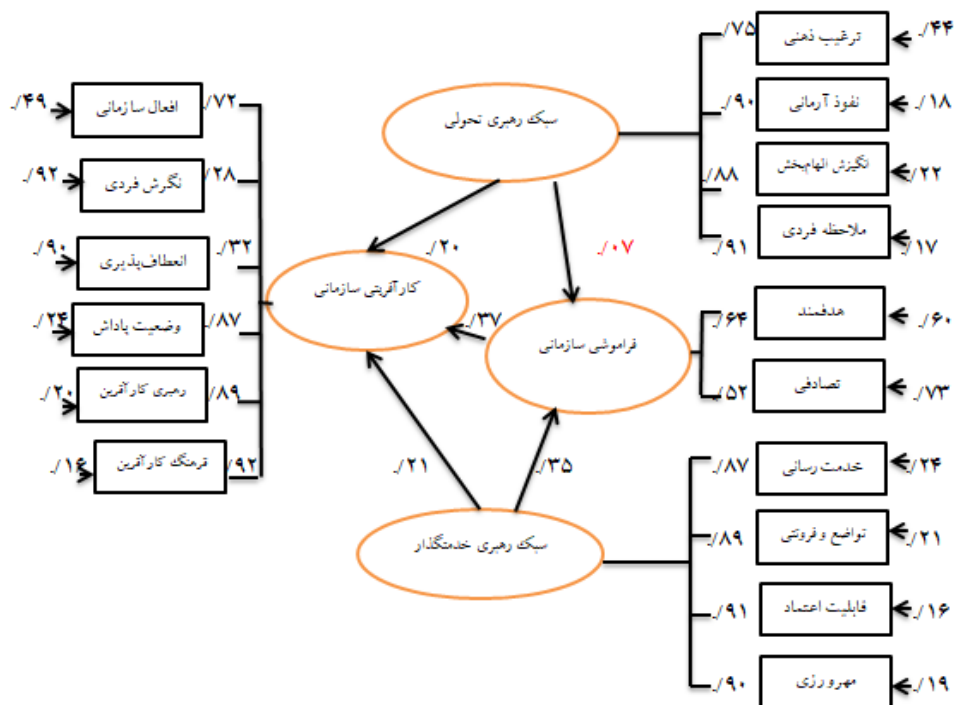 ترغیب ذهنی
./۷۵
./۴۴
نفوذ آرمانی
./۹۰
./۱۸
نگیزش الهام‌بخش
./۸۸
./۲۲
ملاحظه فردی
./۹۱
./۱۷
سبک رهبری تحولی
./۲۰
./۰۷
افعال سازمانی
./۷۲
./۴۹
نگرش فردی
./۲۸
./۹۲
انعطاف‌پذیری
./۳۲
./۹۰
وضعیت پاداش
./۸۷
./۲۴
رهبری کارآفرین
./۸۹
./۲۰
فرهنگ کارآفرین
./۹۲
./۱۶
کارآفرینی سازمانی
./۳۷
فراموشی سازمانی
هدفمند
./۶۴
./۶۰
تصادفی
./۵۲
./۷۳
./۲۱
./۳۵
سبک رهبری خدمتگذار
خدمت رسانی
./۸۷
./۲۴
تواضع و فروتنی
./۸۹
./۲۱
قابلیت اعتماد
./۹۱
./۱۶
مهرورزی
./۹۰
./۱۹